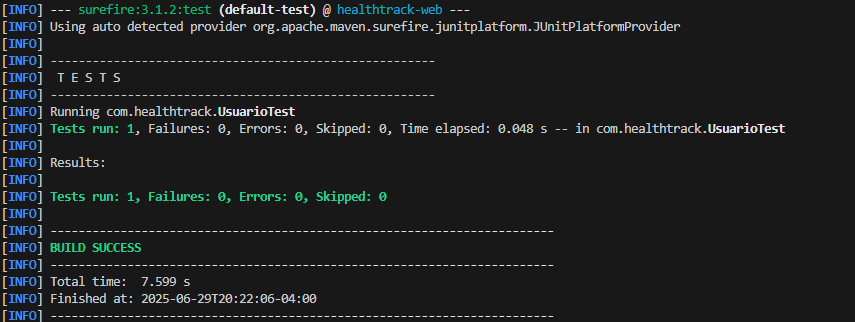 [INFO] --- surefire:3.1.2:test (default-test) @ healthtrack-web ---
[INFO] Using auto detected provider org.apache.maven.surefire.junitplatform.JUnitPlatformProvider
[INFO]
[INFO] -------------------------------------------------------
[INFO]  T E S T S
[INFO] -------------------------------------------------------
[INFO] Running com.healthtrack.UsuarioTest
[INFO] Tests run: 1, Failures: 0, Errors: 0, Skipped: 0, Time elapsed: 0.048 s -- in com.healthtrack.UsuarioTest
[INFO]
[INFO] Results:
[INFO]
[INFO] Tests run: 1, Failures: 0, Errors: 0, Skipped: 0
[INFO]
[INFO] ------------------------------------------------------------------------
[INFO] BUILD SUCCESS
[INFO] ------------------------------------------------------------------------
[INFO] Total time:  7.599 s
[INFO] Finished at: 2025-06-29T20:22:06-04:00
[INFO] ------------------------------------------------------------------------